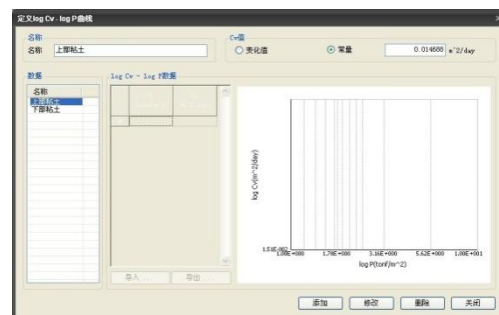 定义log Cv - log P曲线
名称
名称 上部粘土
Cv值
变化值 常量 0.014688 m^2/day
数据
名称
上部粘土
下部粘土
log Cv - log P数据
导入 ... 导出 ...
log Cv(m^2/day)
1.00E+000 1.78E+000 3.16E+000 5.62E+000 1.00E+001
log P(tonf/m^2)
添加 修改 删除 关闭